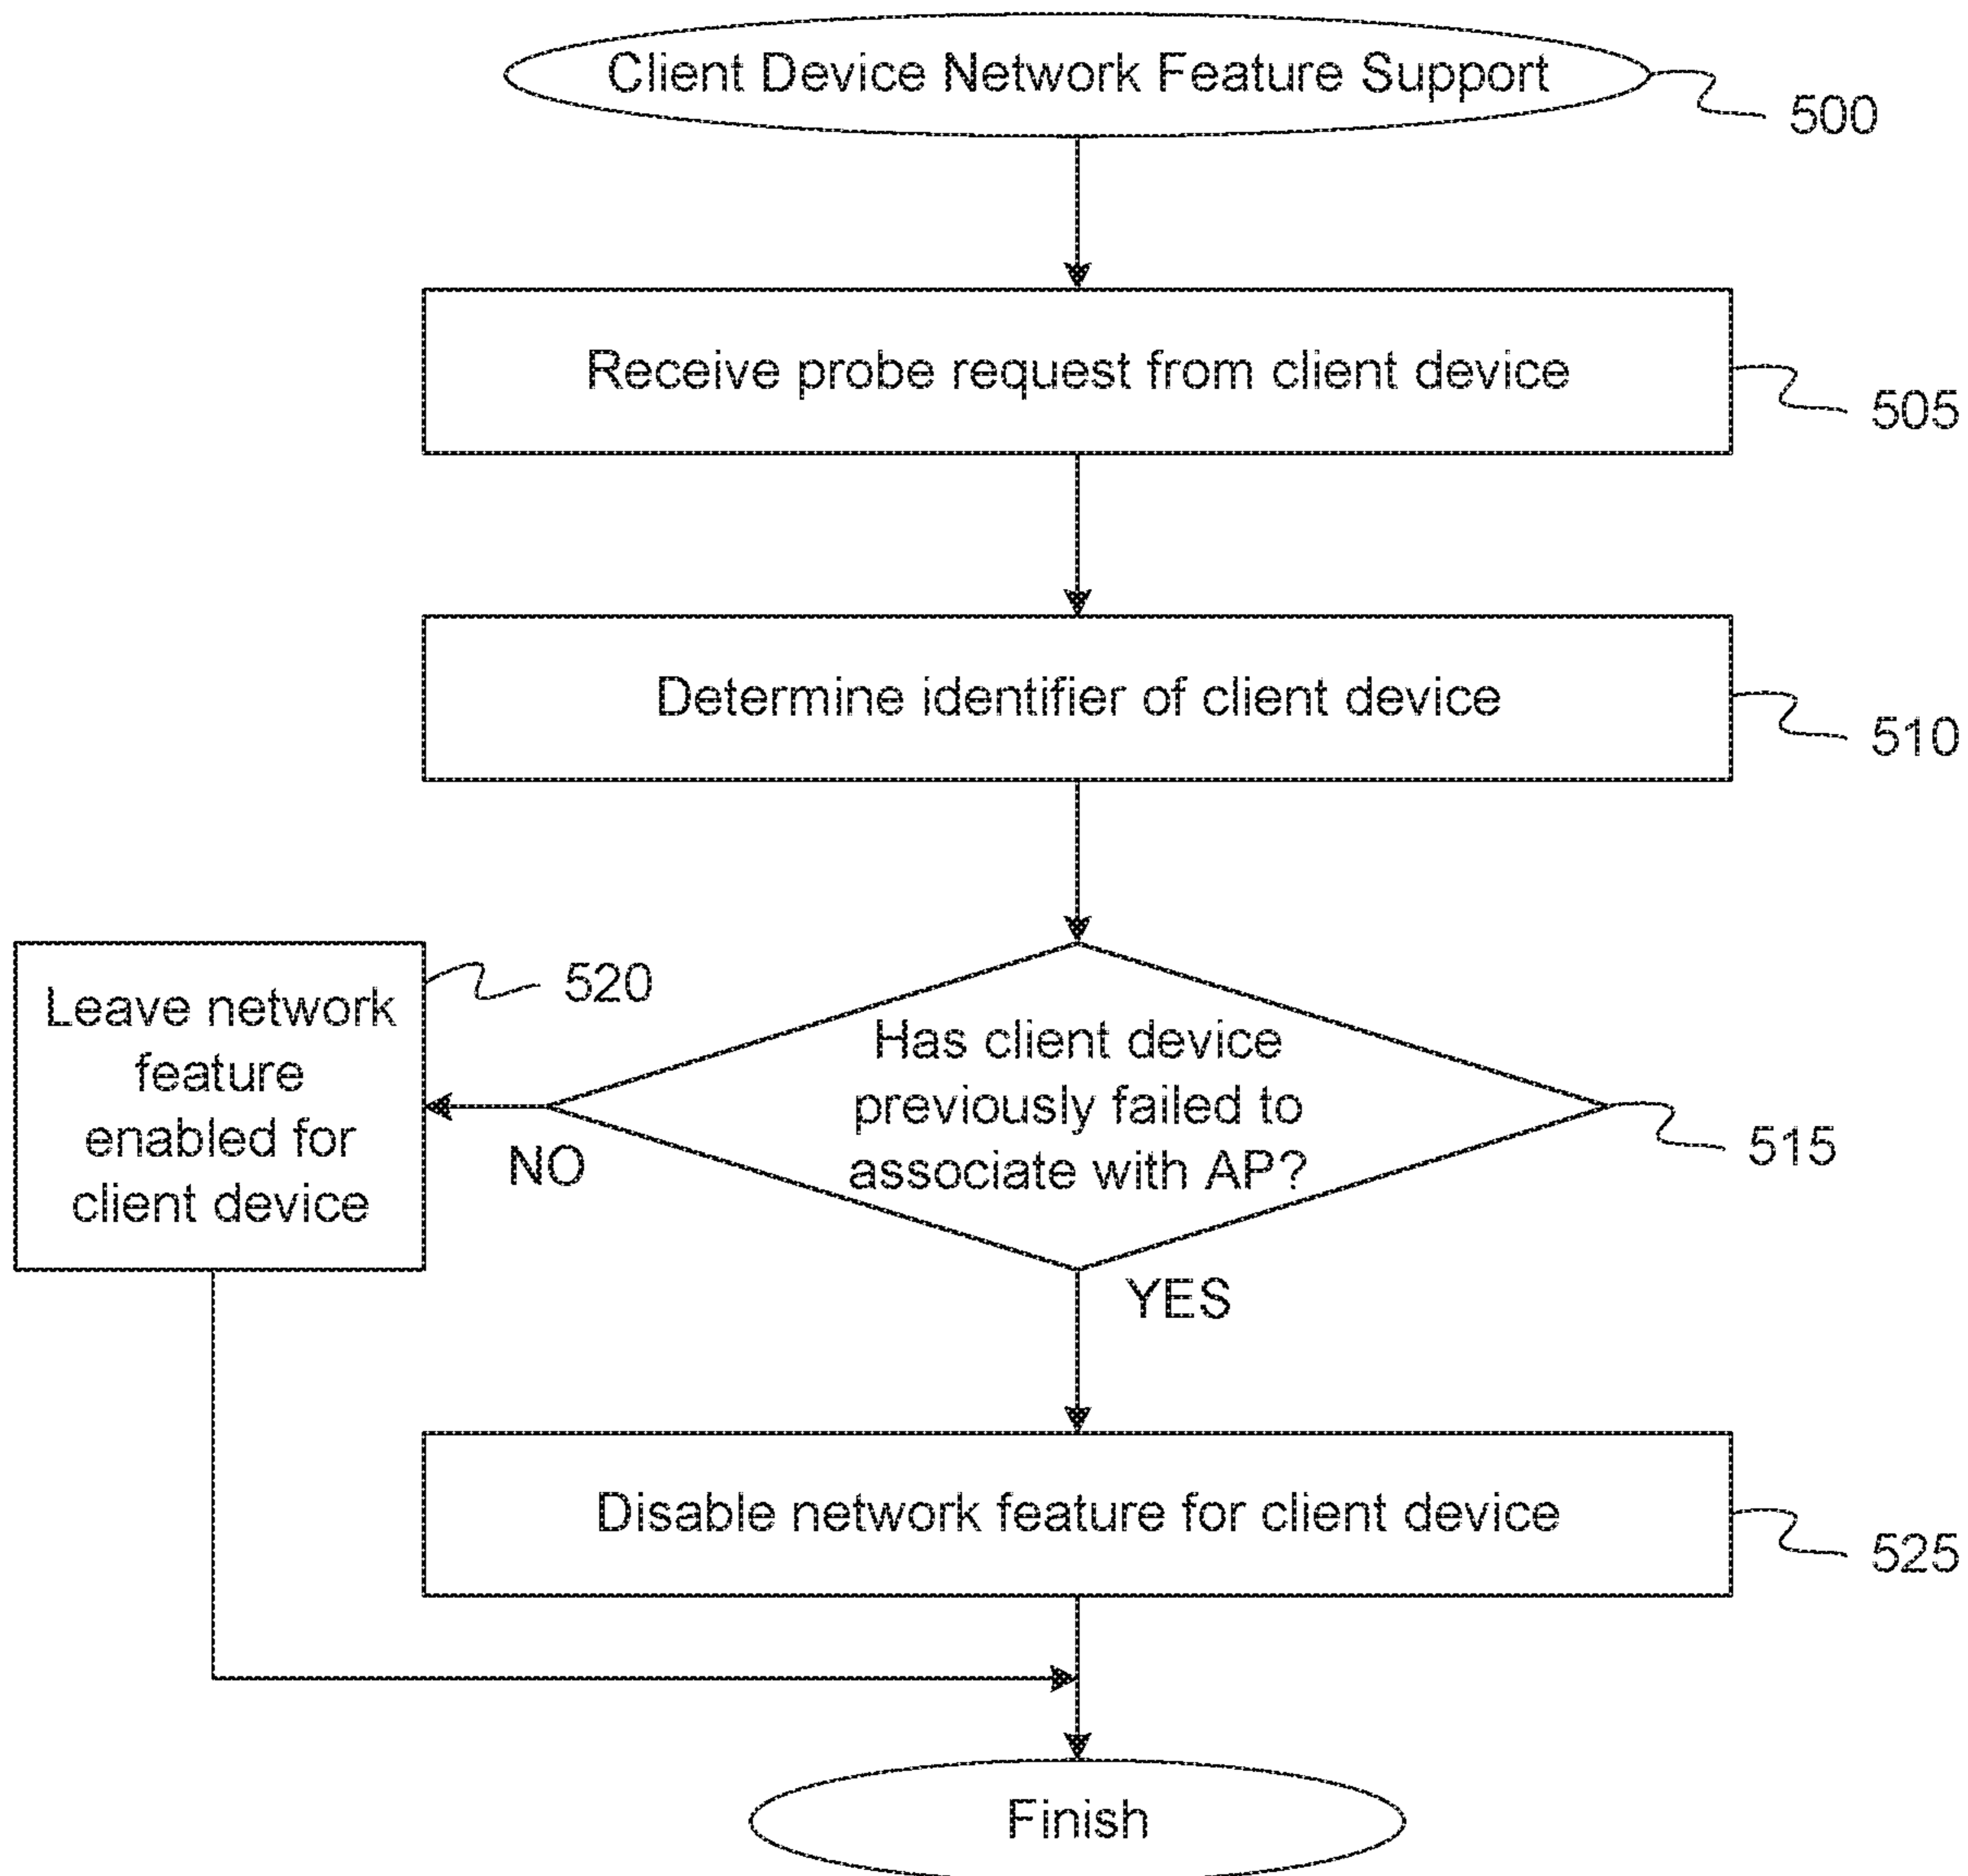 Client Device Network Feature Support
500
Receive probe request from client device
505
Determine identifier of client device
510
Leave network
feature
enabled for
client device
520
Has client device
previously failed to
associate with AP?
515
NO
YES
Disable network feature for client device
525
Finish